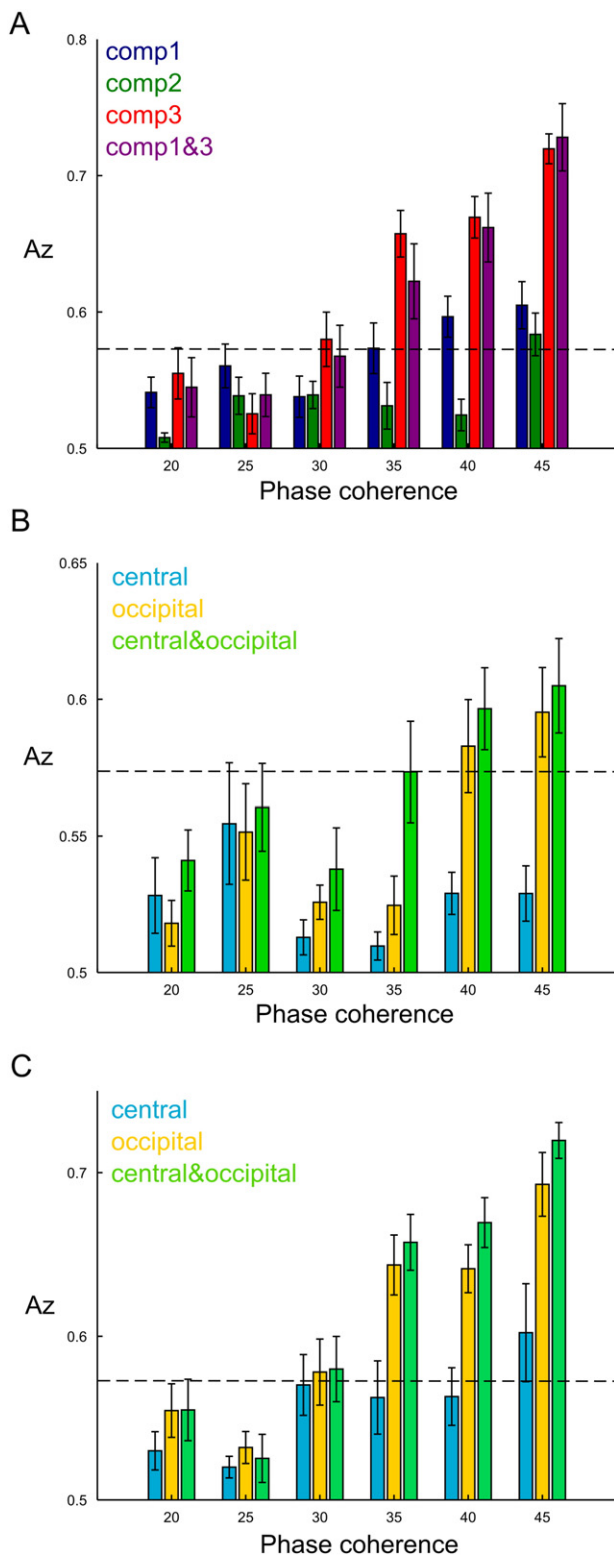 A
0.8
comp1
comp2
comp3
comp1&3
0.7
Az
0.6
0.5
20 25 30 35 40 45
Phase coherence
B
0.65
central
occipital
central&occipital
0.6
Az
0.55
0.5
20 25 30 35 40 45
Phase coherence
C
central
occipital
central&occipital
0.7
Az
0.6
0.5
20 25 30 35 40 45
Phase coherence